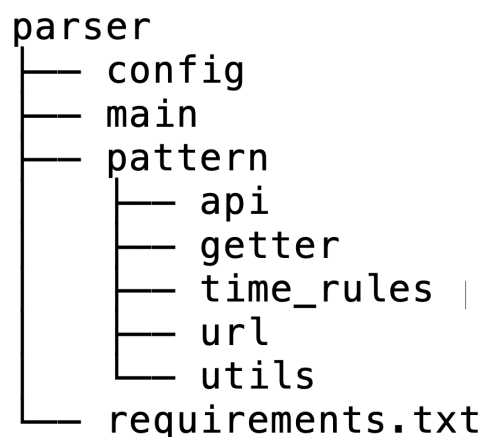 parser
config
main
pattern
api
getter
time_rules
url
utils
requirements.txt